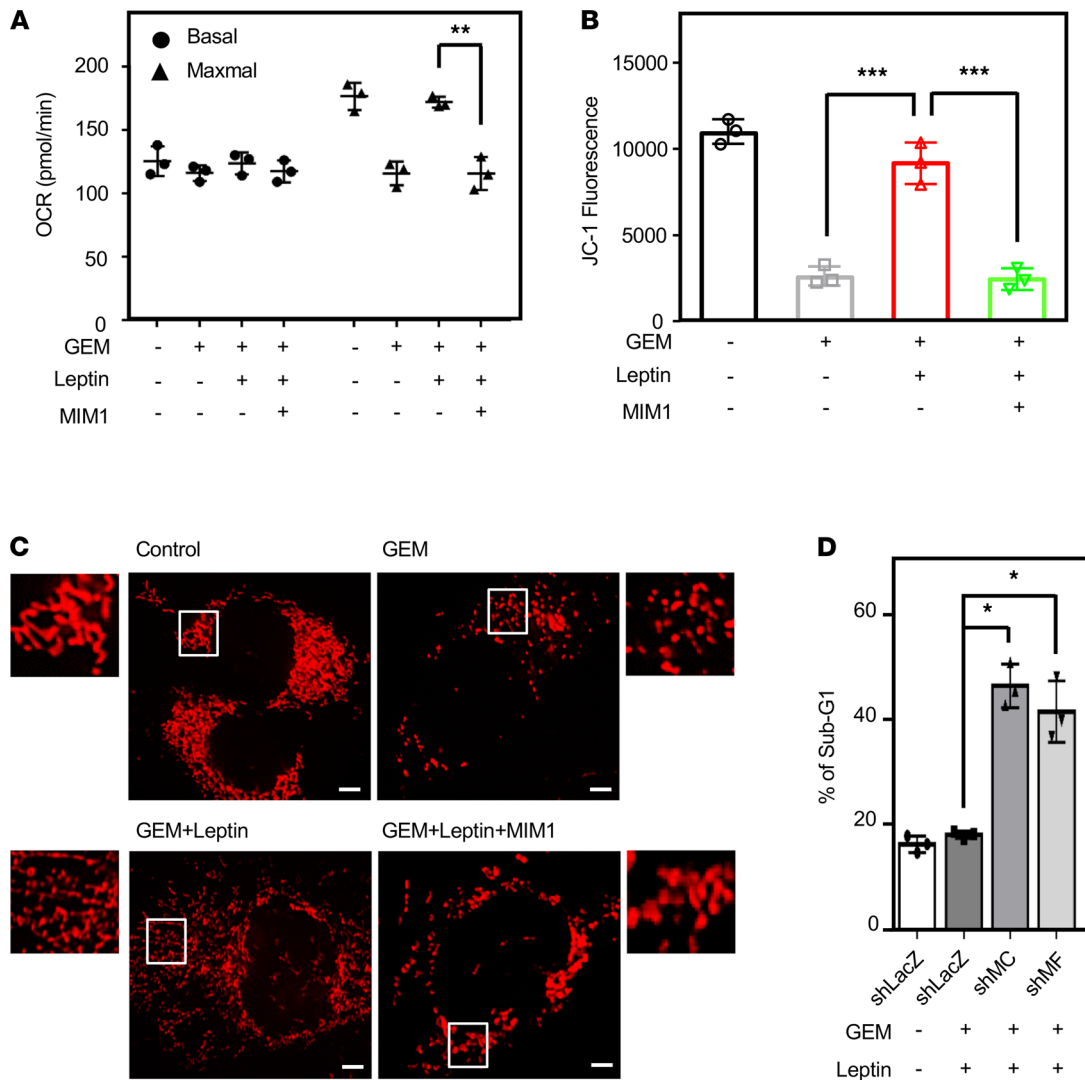 A
Basal
Maxmal
**
OCR (pmol/min)
200
150
100
50
0
GEM - + + + - + + +
Leptin - - + + - - + +
MIM1 - - - + - - - +
B
*** ***
JC-1 Fluorescence
15000
10000
5000
0
GEM - + + +
Leptin - - + +
MIM1 - - - +
C
Control GEM
GEM+Leptin GEM+Leptin+MIM1
D
*
*
% of Sub-G1
60
40
20
0
shLacZ shLacZ shMC shMF
GEM - + + +
Leptin - + + +